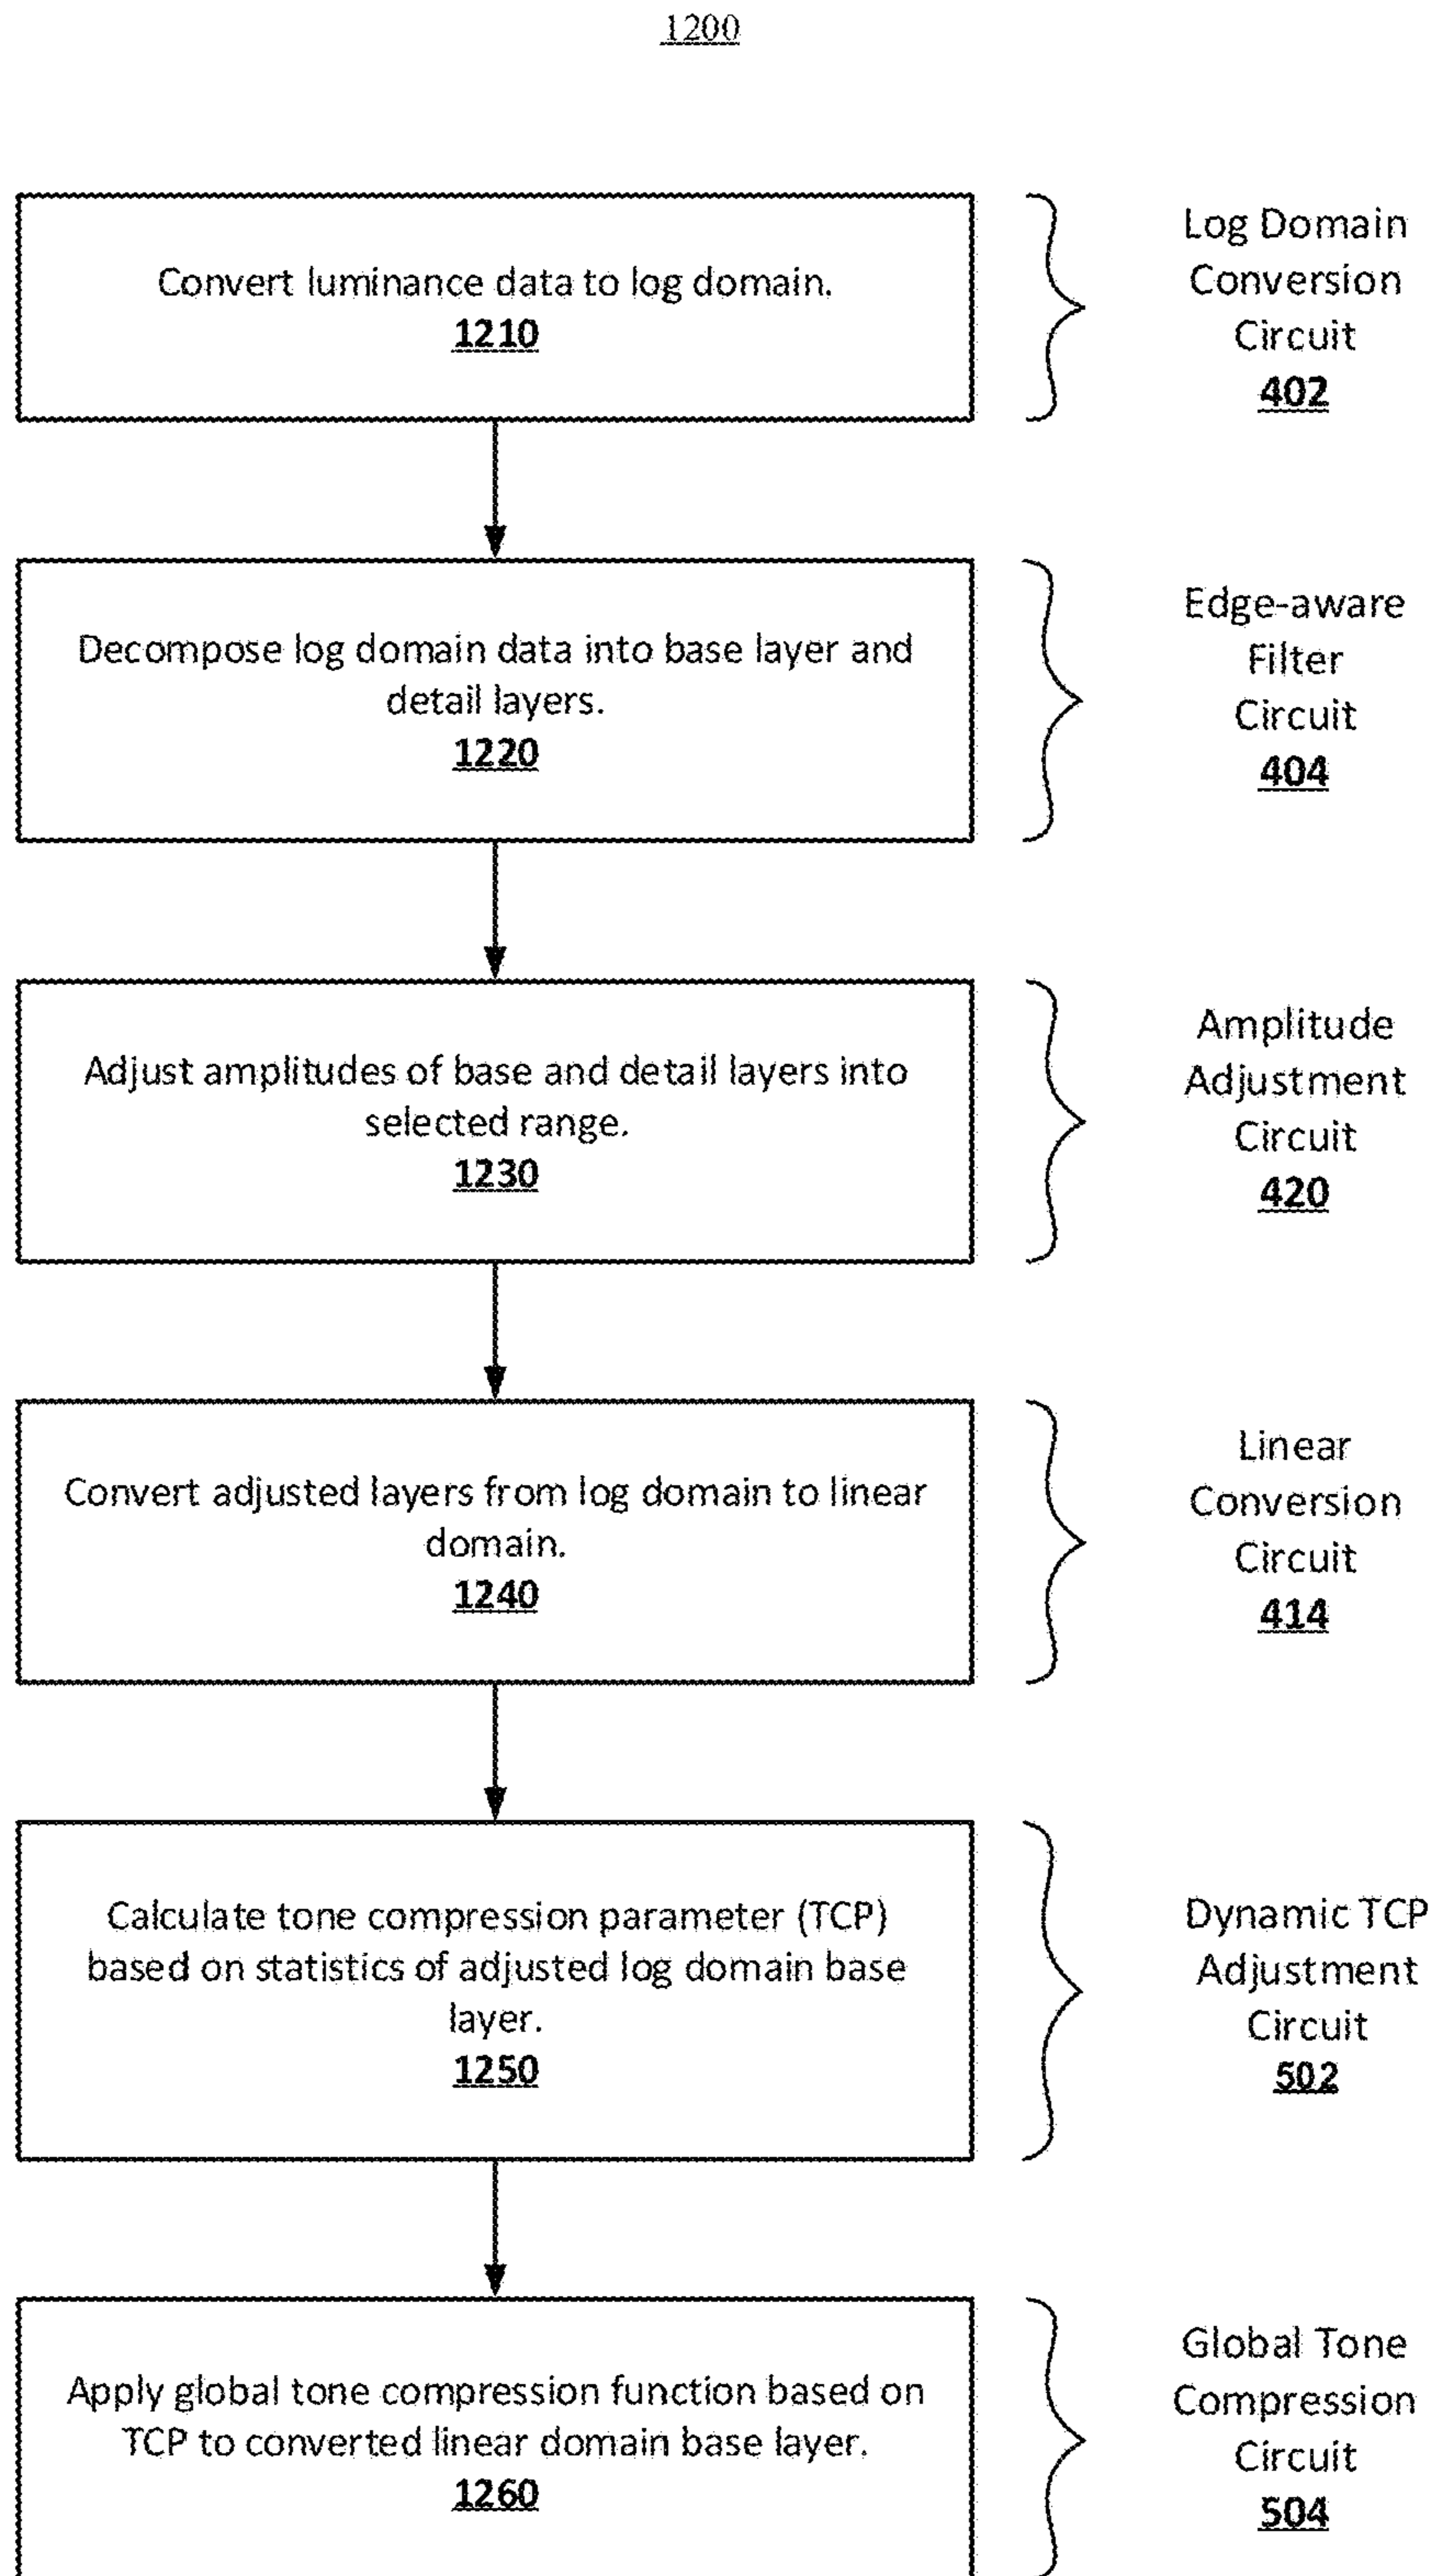 1200
Convert luminance data to log domain.
1210
Log Domain
Conversion
Circuit
402
Decompose log domain data into base layer and
detail layers.
1220
Edge-aware
Filter
Circuit
404
Adjust amplitudes of base and detail layers into
selected range.
1230
Amplitude
Adjustment
Circuit
420
Convert adjusted layers from log domain to linear
domain.
1240
Linear
Conversion
Circuit
414
Calculate tone compression parameter (TCP)
based on statistics of adjusted log domain base
layer.
1250
Dynamic TCP
Adjustment
Circuit
502
Apply global tone compression function based on
TCP to converted linear domain base layer.
1260
Global Tone
Compression
Circuit
504